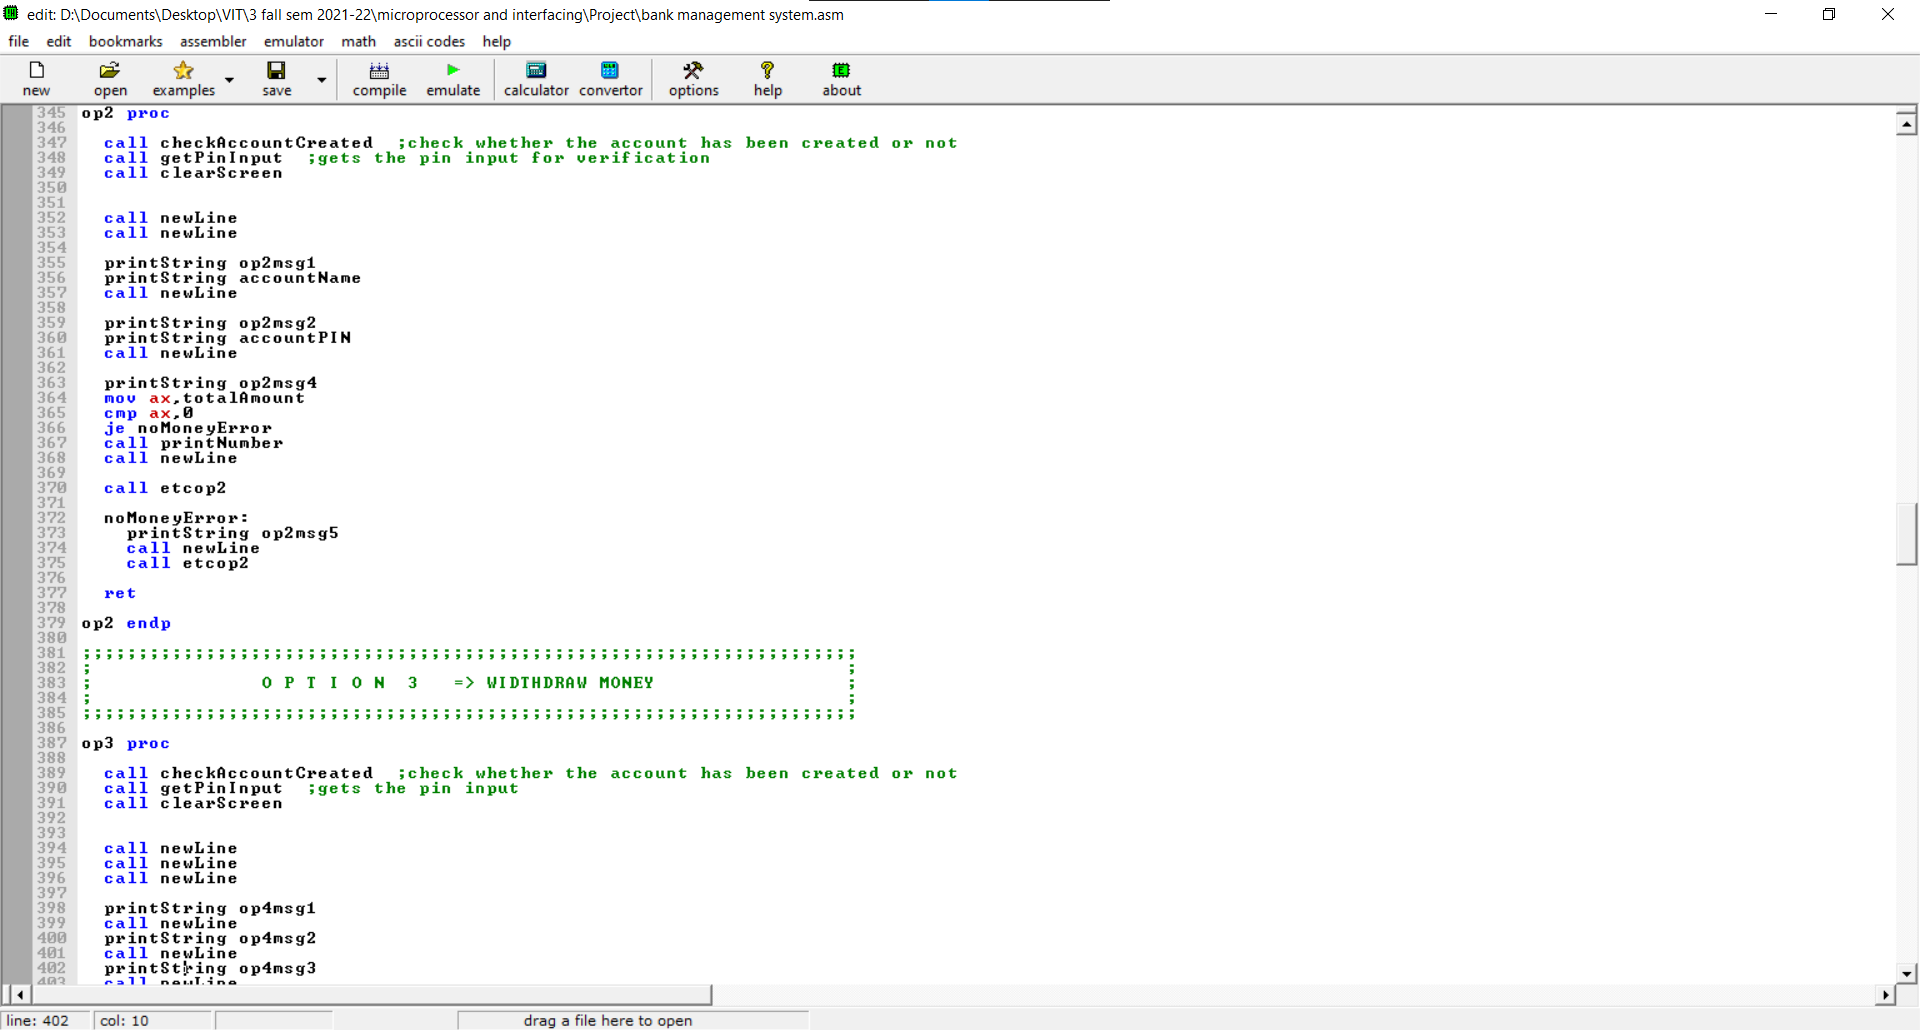 edit: D:\Documents\Desktop\VIT\3 fall sem 2021-22\microprocessor and interfacing\Project\bank management system.asm
file edit bookmarks assembler emulator math ascii codes help
new open examples save compile emulate calculator convertor options help about
345 op2 proc
346
347 call checkAccountCreated ;check whether the account has been created or not
348 call getPinInput ;gets the pin input for verification
349 call clearScreen
350
351
352 call newLine
353 call newLine
354
355 printString op2msg1
356 printString accountName
357 call newLine
358
359 printString op2msg2
360 printString accountPIN
361 call newLine
362
363 printString op2msg4
364 mov ax,totalAmount
365 cmp ax,0
366 je noMoneyError
367 call printNumber
368 call newLine
369
370 call etcop2
371
372 noMoneyError:
373 printString op2msg5
374 call newLine
375 call etcop2
376
377 ret
378
379 op2 endp
380
381 ;;;;;;;;;;;;;;;;;;;;;;;;;;;;;;;;;;;;;;;;;;;;;;;;;;;;;;;;;;;;;;;;;;;;;
382 ; ;
383 ; O P T I O N 3 => WIDTHDRAW MONEY ;
384 ; ;
385 ;;;;;;;;;;;;;;;;;;;;;;;;;;;;;;;;;;;;;;;;;;;;;;;;;;;;;;;;;;;;;;;;;;;;;
386
387 op3 proc
388
389 call checkAccountCreated ;check whether the account has been created or not
390 call getPinInput ;gets the pin input
391 call clearScreen
392
393
394 call newLine
395 call newLine
396 call newLine
397
398 printString op4msg1
399 call newLine
400 printString op4msg2
401 call newLine
402 printString op4msg3
403 call newLine
line: 402 col: 10 drag a file here to open